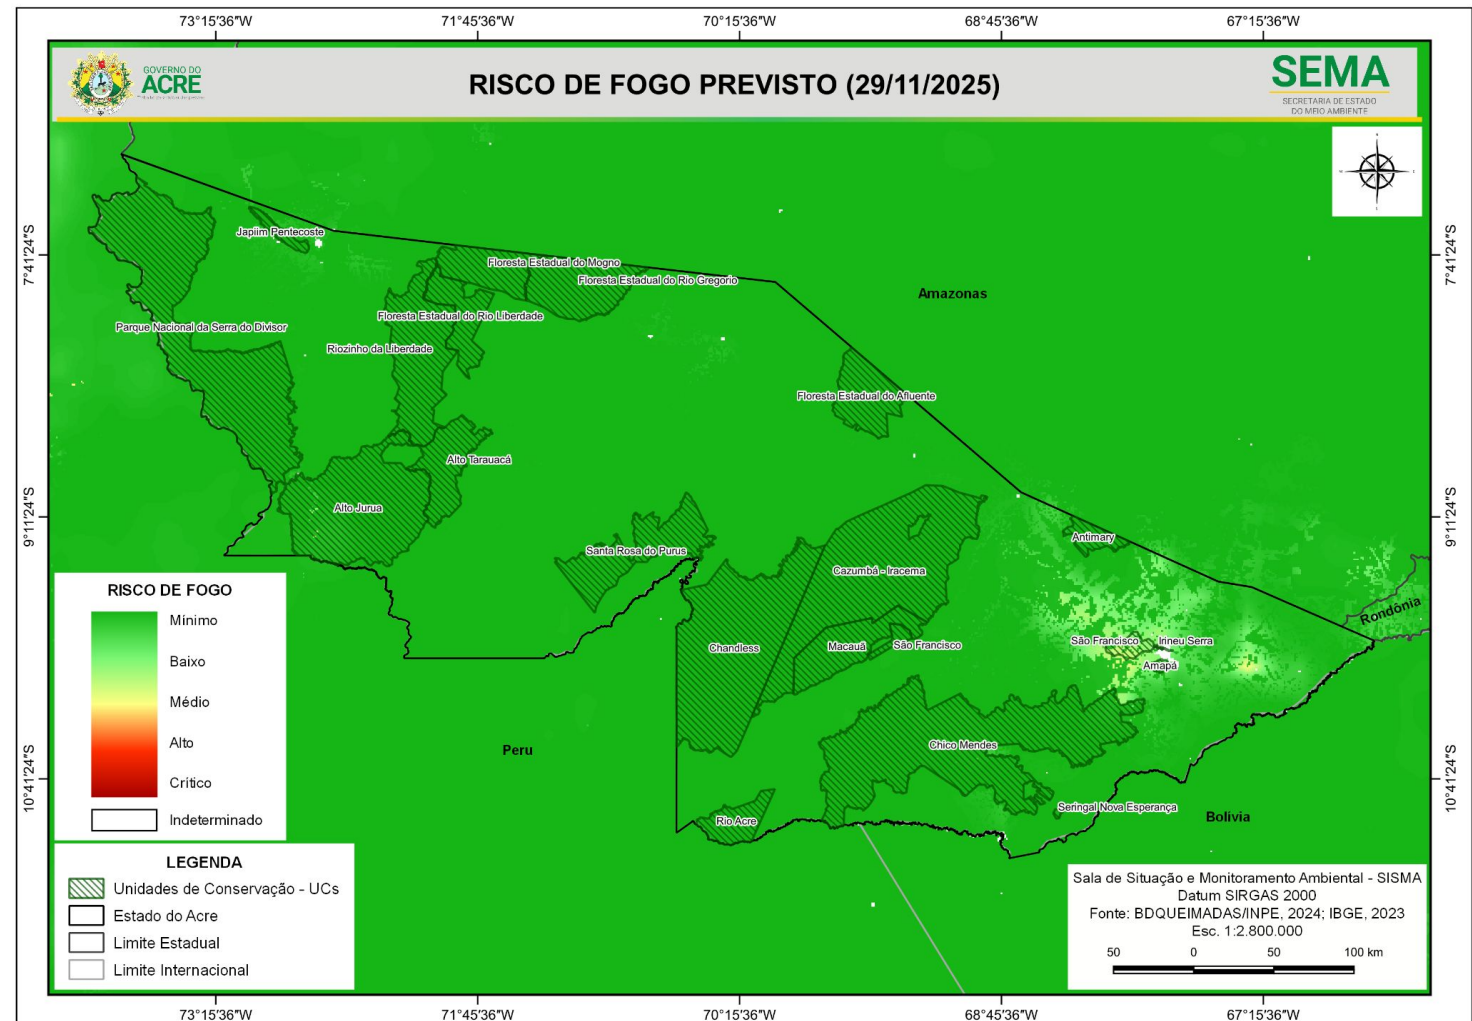 73°15'36"W 71°45'36"W 70°15'36"W 68°45'36"W 67°15'36"W
GOVERNO DO
ACRE
RISCO DE FOGO PREVISTO (29/11/2025)
SEMA
SECRETARIA DE ESTADO
DO MEIO AMBIENTE
Japiim Pentecoste
7°41'24"S 7°41'24"S
Floresta Estadual do Mogno
Floresta Estadual do Rio Gregorio
Amazonas
Floresta Estadual do Rio Liberdade
Parque Nacional da Serra do Divisor
Riozinho da Liberdade
Floresta Estadual do Afluente
Alto Tarauacá
Alto Jurua
9°11'24"S 9°11'24"S
Antimary
Santa Rosa do Purus
Cazumbá - Iracema
Rondônia
São Francisco Irineu Serra
Chandless Macauã São Francisco
Amapá
Chico Mendes
Peru
10°41'24"S 10°41'24"S
Seringal Nova Esperança
Rio Acre
Bolivia
RISCO DE FOGO
Mínimo
Baixo
Médio
Alto
Crítico
Indeterminado
LEGENDA
Unidades de Conservação - UCs
Estado do Acre
Limite Estadual
Limite Internacional
Sala de Situação e Monitoramento Ambiental - SISMA
Datum SIRGAS 2000
Fonte: BDQUEIMADAS/INPE, 2024; IBGE, 2023
Esc. 1:2.800.000
50 0 50 100 km
73°15'36"W 71°45'36"W 70°15'36"W 68°45'36"W 67°15'36"W